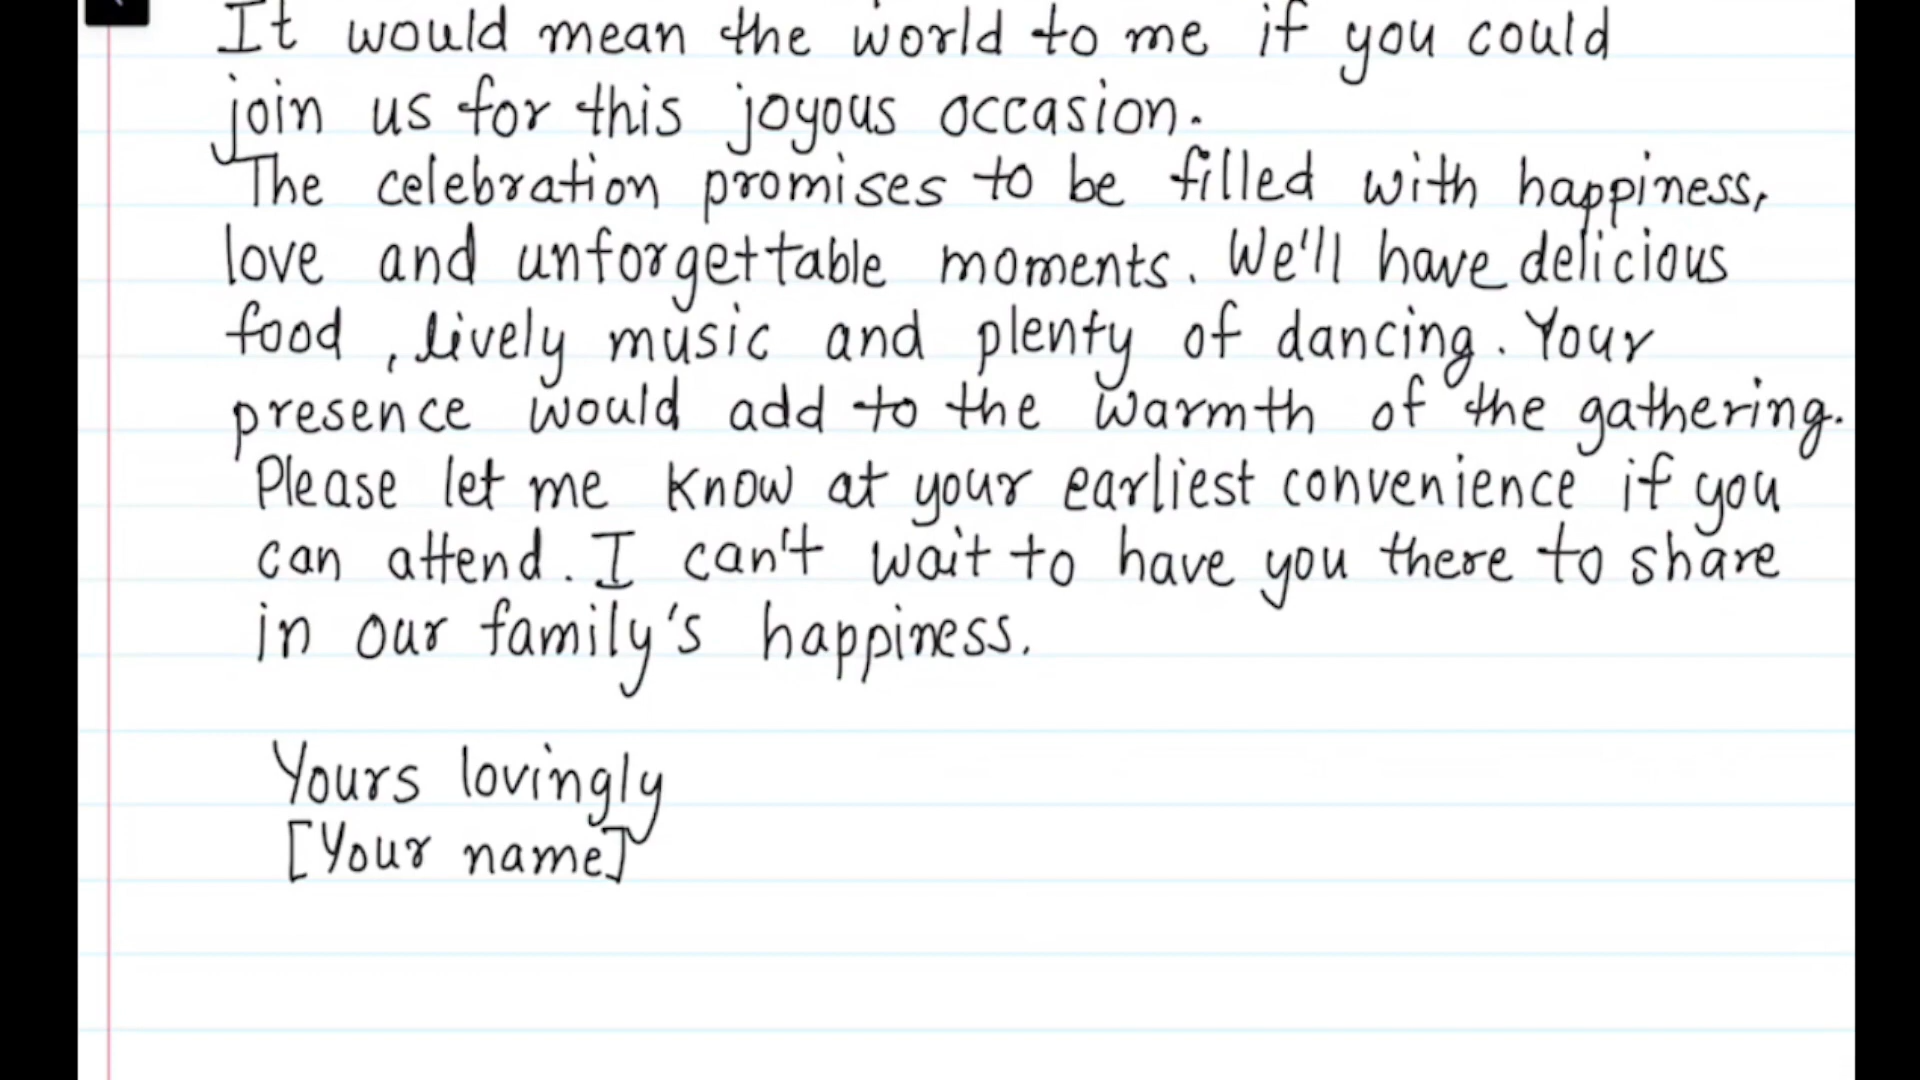 It would mean the world to me if you could
join us for this joyous occasion.
The celebration promises to be filled with happiness,
love and unforgettable moments. We'll have delicious
food , lively music and plenty of dancing. Your
presence would add to the warmth of the gathering.
Please let me know at your earliest convenience if you
can attend. I can't wait to have you there to share
in our family's happiness.
Yours lovingly
[Your name]